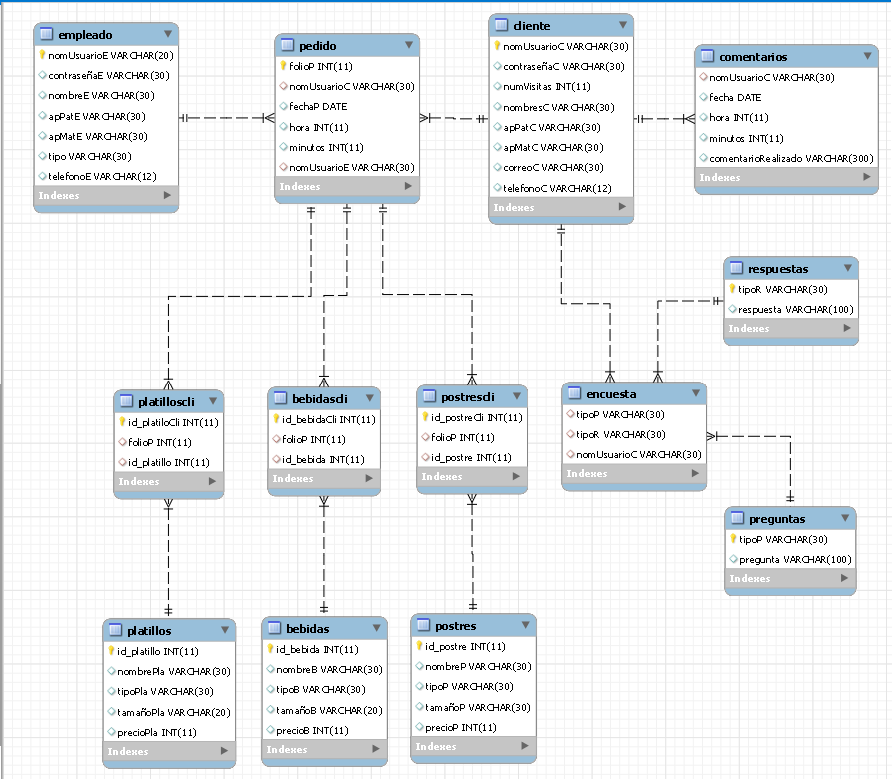 empleado
nomUsuarioE VARCHAR(20)
contraseñaE VARCHAR(30)
nombreE VARCHAR(30)
apPatE VARCHAR(30)
apMatE VARCHAR(30)
tipo VARCHAR(30)
telefonoE VARCHAR(12)
Indexes
pedido
folioP INT(11)
nomUsuarioC VARCHAR(30)
fechaP DATE
hora INT(11)
minutos INT(11)
nomUsuarioE VARCHAR(30)
Indexes
cliente
nomUsuarioC VARCHAR(30)
contraseñaC VARCHAR(30)
numVisitas INT(11)
nombresC VARCHAR(30)
apPatC VARCHAR(30)
apMatC VARCHAR(30)
correoC VARCHAR(30)
telefonoC VARCHAR(12)
Indexes
comentarios
nomUsuarioC VARCHAR(30)
fecha DATE
hora INT(11)
minutos INT(11)
comentarioRealizado VARCHAR(300)
Indexes
respuestas
tipoR VARCHAR(30)
respuesta VARCHAR(100)
Indexes
platilloscli
id_platiloCli INT(11)
folioP INT(11)
id_platillo INT(11)
Indexes
bebidascli
id_bebidaCli INT(11)
folioP INT(11)
id_bebida INT(11)
Indexes
postrescli
id_postreCli INT(11)
folioP INT(11)
id_postre INT(11)
Indexes
encuesta
tipoP VARCHAR(30)
tipoR VARCHAR(30)
nomUsuarioC VARCHAR(30)
Indexes
preguntas
tipoP VARCHAR(30)
pregunta VARCHAR(100)
Indexes
platillos
id_platillo INT(11)
nombrePla VARCHAR(30)
tipoPla VARCHAR(30)
tamañoPla VARCHAR(20)
precioPla INT(11)
Indexes
bebidas
id_bebida INT(11)
nombreB VARCHAR(30)
tipoB VARCHAR(30)
tamañoB VARCHAR(20)
precioB INT(11)
Indexes
postres
id_postre INT(11)
nombreP VARCHAR(30)
tipoP VARCHAR(30)
tamañoP VARCHAR(30)
precioP INT(11)
Indexes